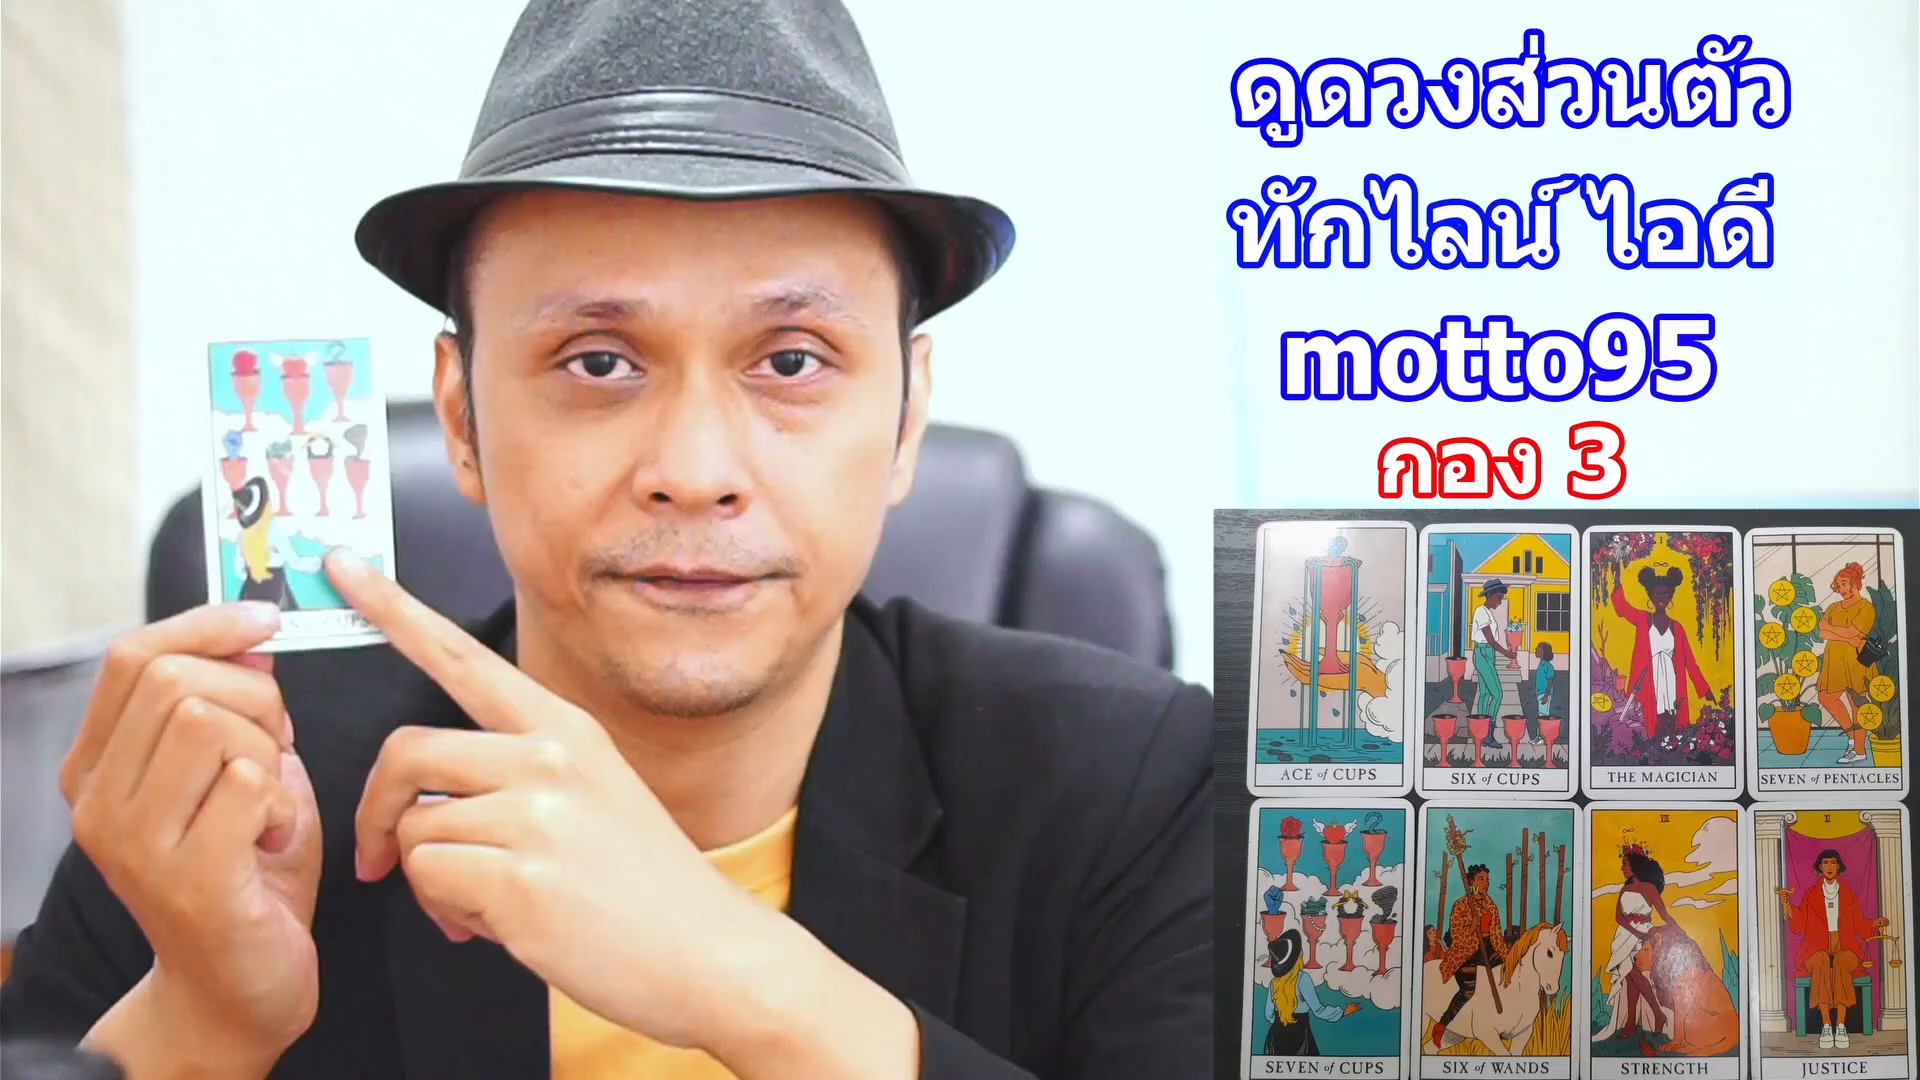 ดูดวงส่วนตัว
ทักไลน์ ไอดี
motto95
กอง 3
ACE of CUPS
SIX of CUPS
I
THE MAGICIAN
SEVEN of PENTACLES
SEVEN of CUPS
SIX of WANDS
VIII
STRENGTH
JUSTICE